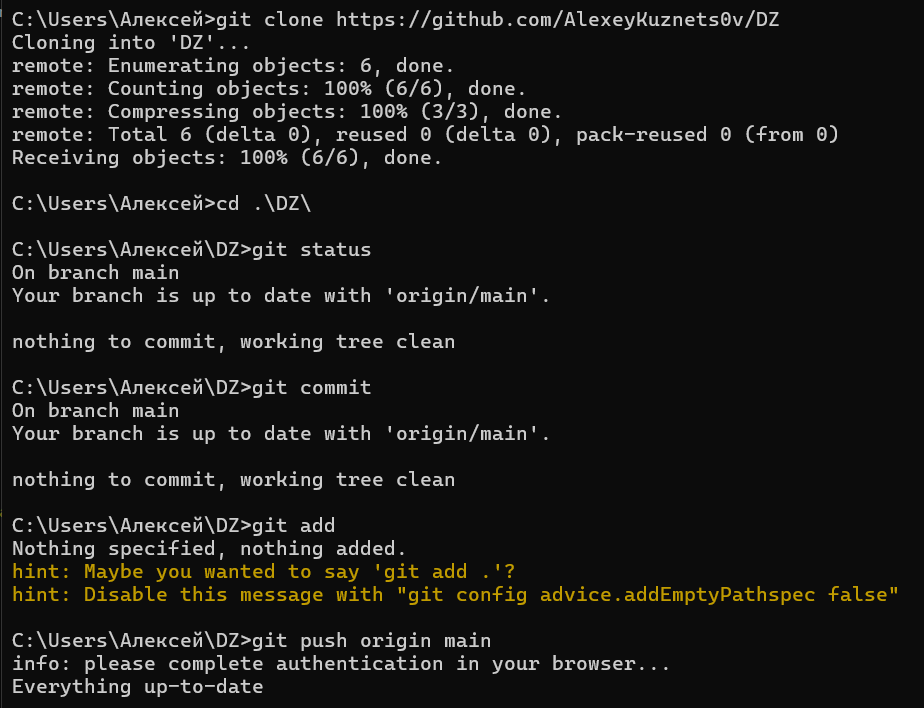 C:\Users\Алексей>git clone https://github.com/AlexeyKuznets0v/DZ
Cloning into 'DZ'...
remote: Enumerating objects: 6, done.
remote: Counting objects: 100% (6/6), done.
remote: Compressing objects: 100% (3/3), done.
remote: Total 6 (delta 0), reused 0 (delta 0), pack-reused 0 (from 0)
Receiving objects: 100% (6/6), done.
C:\Users\Алексей>cd .\DZ\
C:\Users\Алексей\DZ>git status
On branch main
Your branch is up to date with 'origin/main'.
nothing to commit, working tree clean
C:\Users\Алексей\DZ>git commit
On branch main
Your branch is up to date with 'origin/main'.
nothing to commit, working tree clean
C:\Users\Алексей\DZ>git add
Nothing specified, nothing added.
hint: Maybe you wanted to say 'git add .'?
hint: Disable this message with "git config advice.addEmptyPathspec false"
C:\Users\Алексей\DZ>git push origin main
info: please complete authentication in your browser...
Everything up-to-date